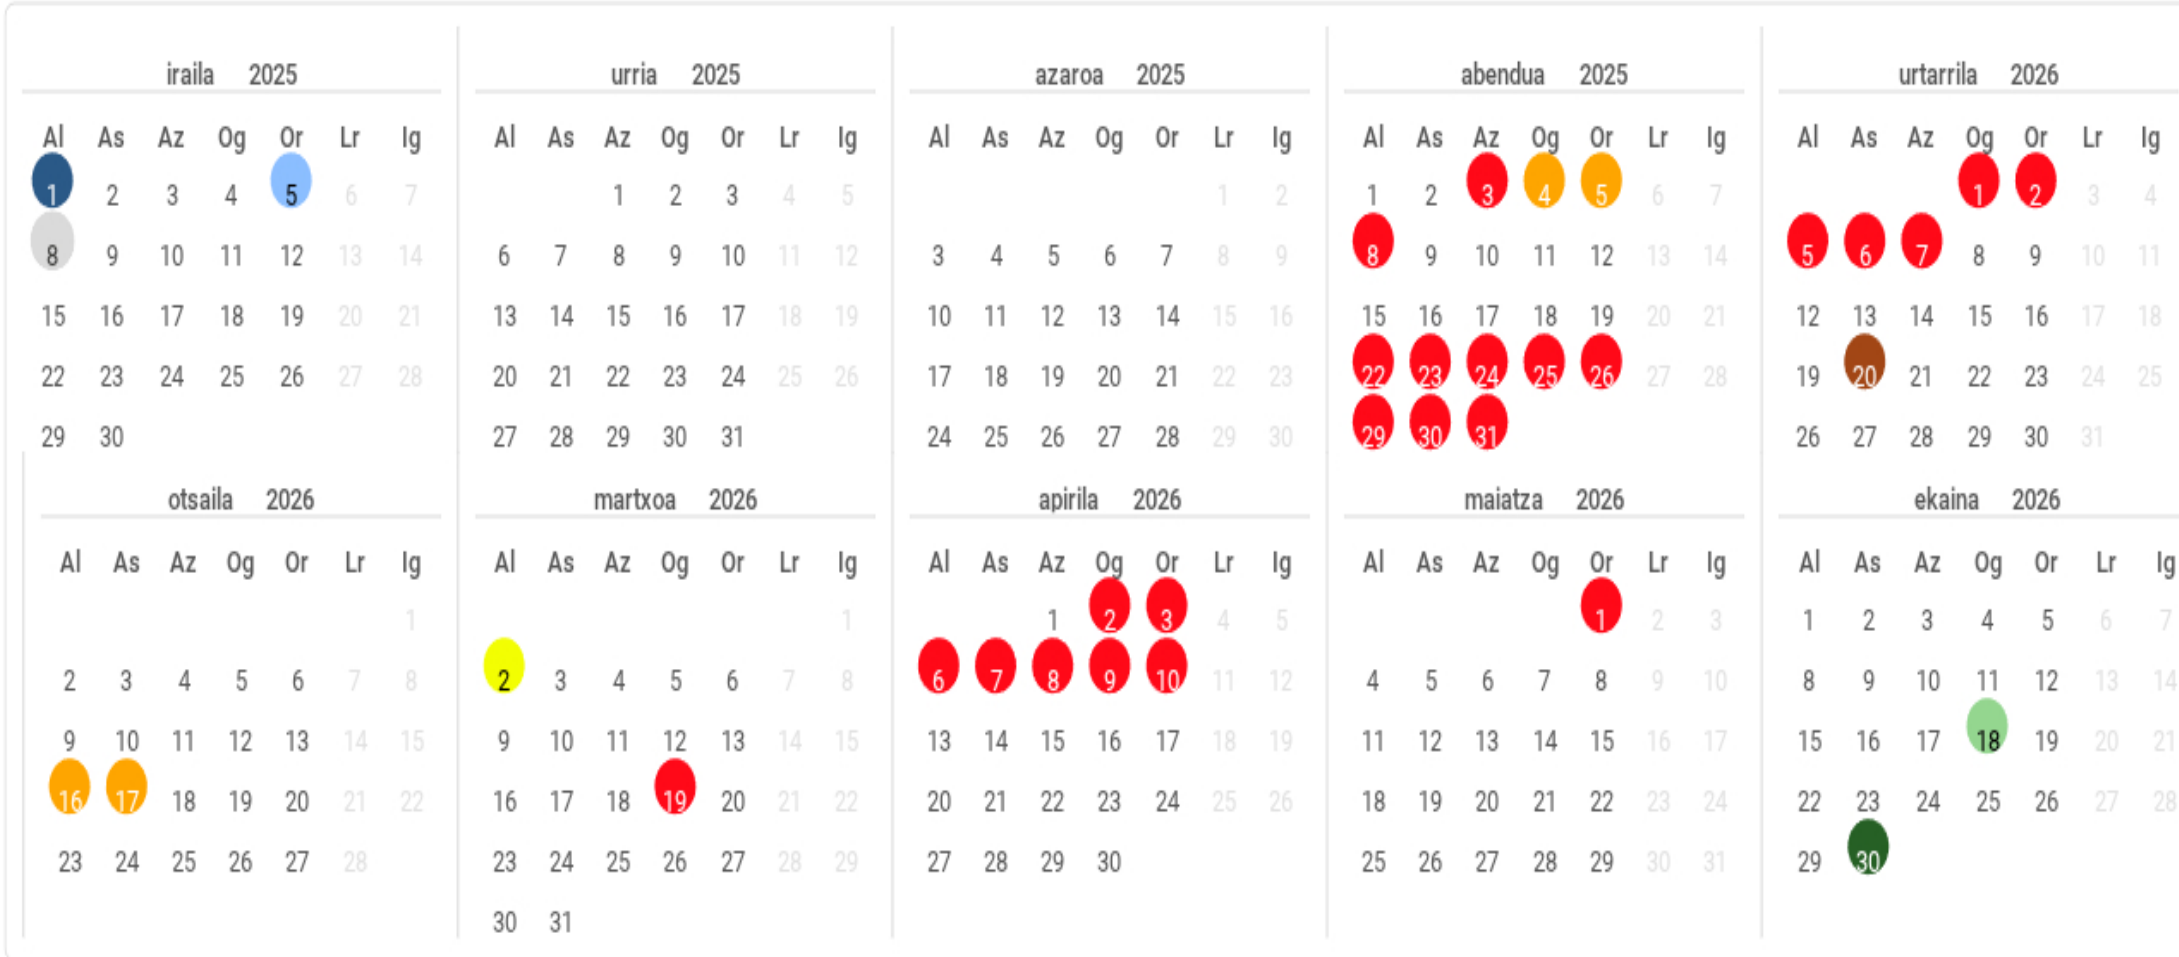 iraila 2025
Al As Az Og Or Lr Ig
1 2 3 4 5 6 7
8 9 10 11 12 13 14
15 16 17 18 19 20 21
22 23 24 25 26 27 28
29 30
urria 2025
Al As Az Og Or Lr Ig
1 2 3 4 5
6 7 8 9 10 11 12
13 14 15 16 17 18 19
20 21 22 23 24 25 26
27 28 29 30 31
azaroa 2025
Al As Az Og Or Lr Ig
1 2
3 4 5 6 7 8 9
10 11 12 13 14 15 16
17 18 19 20 21 22 23
24 25 26 27 28 29 30
abendua 2025
Al As Az Og Or Lr Ig
1 2 3 4 5 6 7
8 9 10 11 12 13 14
15 16 17 18 19 20 21
22 23 24 25 26 27 28
29 30 31
urtarrila 2026
Al As Az Og Or Lr Ig
1 2 3 4
5 6 7 8 9 10 11
12 13 14 15 16 17 18
19 20 21 22 23 24 25
26 27 28 29 30 31
otsaila 2026
Al As Az Og Or Lr Ig
1
2 3 4 5 6 7 8
9 10 11 12 13 14 15
16 17 18 19 20 21 22
23 24 25 26 27 28
martxoa 2026
Al As Az Og Or Lr Ig
1
2 3 4 5 6 7 8
9 10 11 12 13 14 15
16 17 18 19 20 21 22
23 24 25 26 27 28 29
30 31
apirila 2026
Al As Az Og Or Lr Ig
1 2 3 4 5
6 7 8 9 10 11 12
13 14 15 16 17 18 19
20 21 22 23 24 25 26
27 28 29 30
maiatza 2026
Al As Az Og Or Lr Ig
1 2 3
4 5 6 7 8 9 10
11 12 13 14 15 16 17
18 19 20 21 22 23 24
25 26 27 28 29 30 31
ekaina 2026
Al As Az Og Or Lr Ig
1 2 3 4 5 6 7
8 9 10 11 12 13 14
15 16 17 18 19 20 21
22 23 24 25 26 27 28
29 30